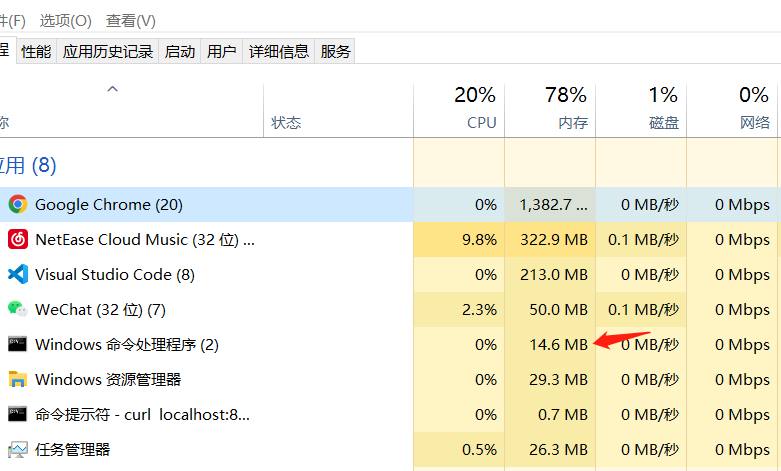 件(F) 选项(O) 查看(V)
程 性能 应用历史记录 启动 用户 详细信息 服务
20% 78% 1% 0%
称 状态 CPU 内存 磁盘 网络
应用 (8)
Google Chrome (20) 0% 1,382.7 ... 0 MB/秒 0 Mbps
NetEase Cloud Music (32 位) ... 9.8% 322.9 MB 0.1 MB/秒 0 Mbps
Visual Studio Code (8) 0% 213.0 MB 0 MB/秒 0 Mbps
WeChat (32 位) (7) 2.3% 50.0 MB 0.1 MB/秒 0 Mbps
Windows 命令处理程序 (2) 0% 14.6 MB 0 MB/秒 0 Mbps
Windows 资源管理器 0% 29.3 MB 0 MB/秒 0 Mbps
命令提示符 - curl localhost:8... 0% 0.7 MB 0 MB/秒 0 Mbps
任务管理器 0.5% 26.3 MB 0 MB/秒 0 Mbps